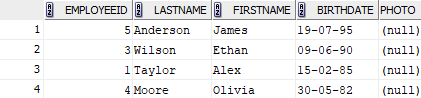 EMPLOYEEID LASTNAME FIRSTNAME BIRTHDATE PHOTO
1 5 Anderson James 19-07-95 (null)
2 3 Wilson Ethan 09-06-90 (null)
3 1 Taylor Alex 15-02-85 (null)
4 4 Moore Olivia 30-05-82 (null)